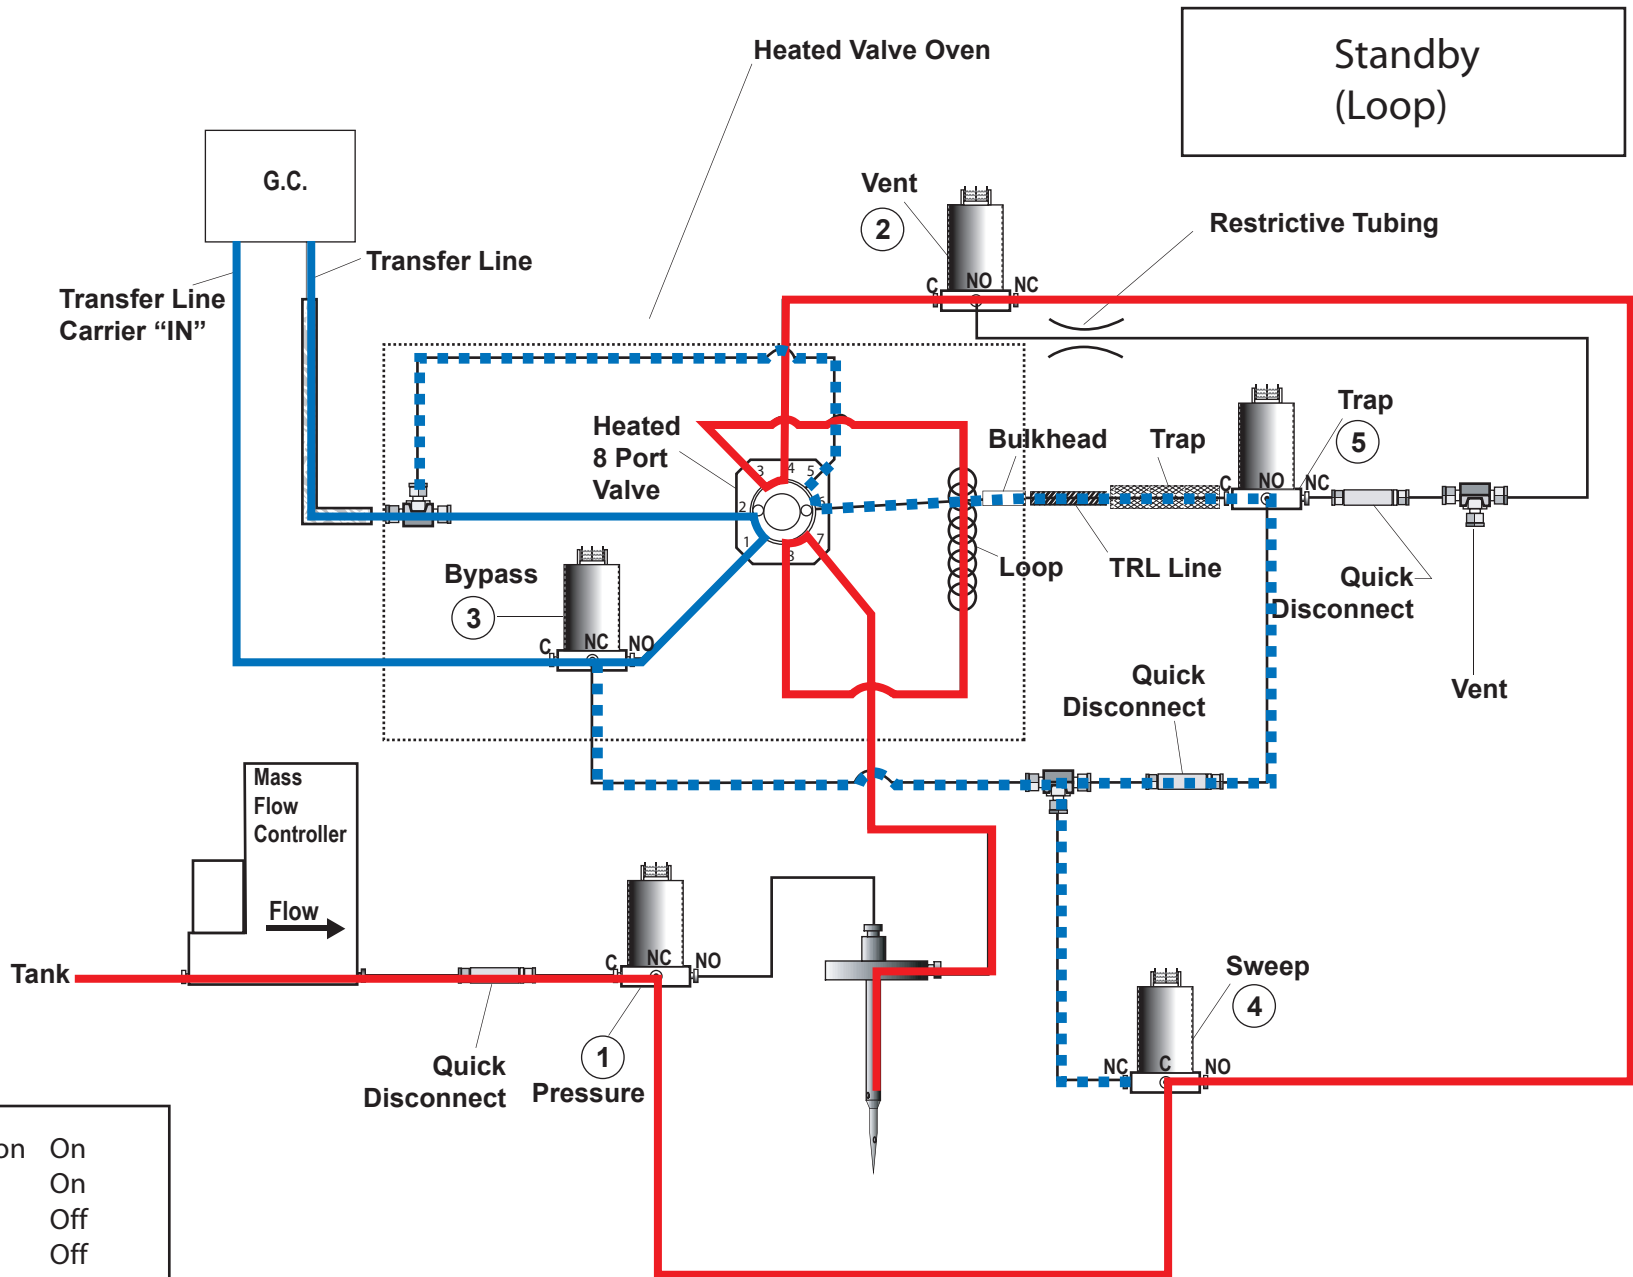 Standby
(Loop)
Heated Valve Oven
G.C.
Vent
2
C
NO
NC
Restrictive Tubing
Transfer Line
Transfer Line
Carrier “IN”
Heated
8 Port
Valve
3
4
5
2
1
7
8
Bulkhead
Trap
C
NO
NC
Trap
5
Loop
TRL Line
Quick
Disconnect
Vent
Bypass
3
C
NC
NO
Quick
Disconnect
Mass
Flow
Controller
Flow
Tank
C
NC
NO
Quick
Disconnect
1
Pressure
Sweep
4
NC
C
NO
on On
On
Off
Off